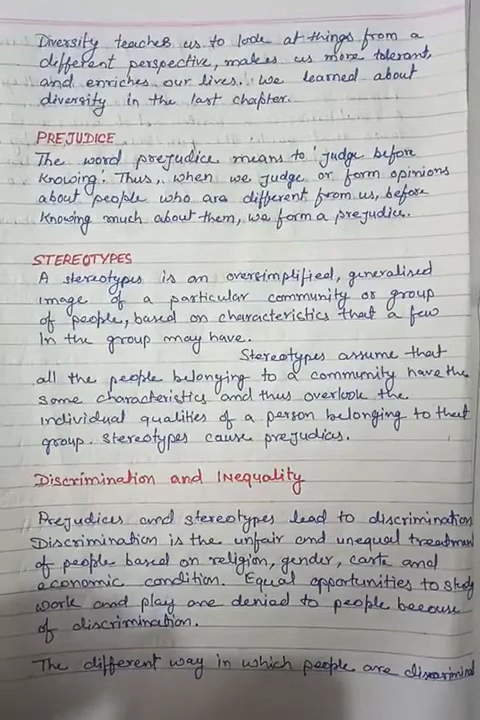 Diversity teaches us to look at things from a
different perspective, makes us more tolerant,
and enriches our lives. We learned about
diversity in the last chapter.
PREJUDICE
The word prejudice means to 'judge before
knowing'. Thus, when we judge or form opinions
about people who are different from us, before
knowing much about them, we form a prejudice.
STEREOTYPES
A stereotypes is an oversimplified, generalised
image of a particular community or group
of people, based on characteristics that a few
in the group may have.
Stereotypes assume that
all the people belonging to a community have the
same characteristics and thus overlook the
individual qualities of a person belonging to that
group. Stereotypes cause prejudices.
Discrimination and INequality
Prejudices and stereotypes lead to discrimination
Discrimination is the unfair and unequal treatmen
of people based on religion, gender, caste and
economic condition. Equal opportunities to study
work and play are denied to people because
of discrimination.
The different way in which people are discriminat